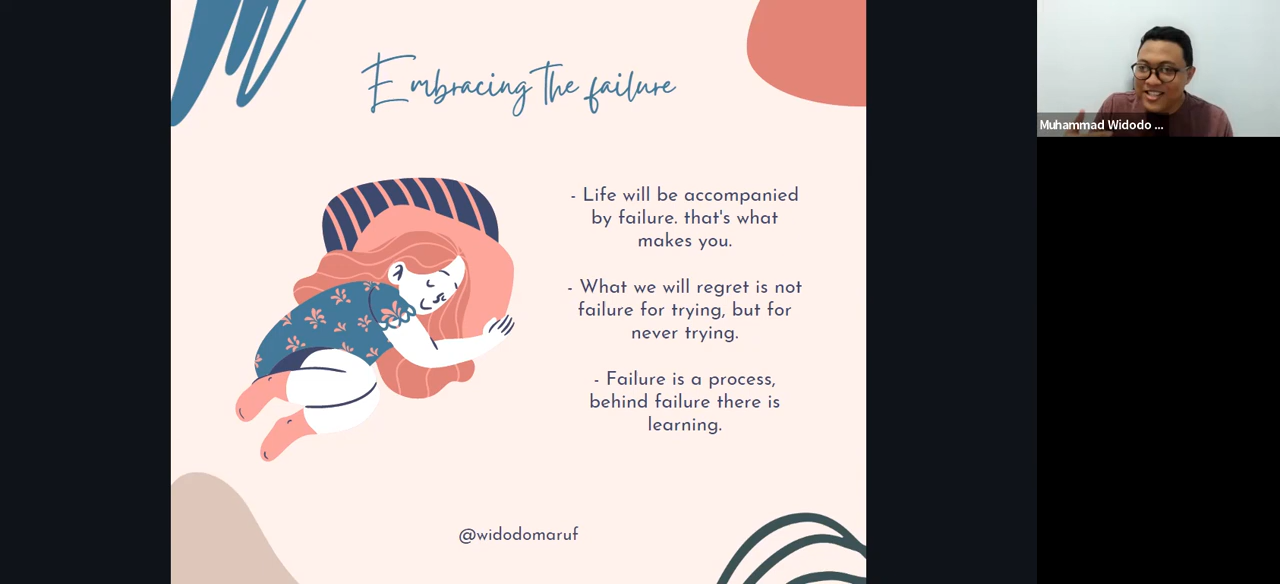 Embracing the failure
- Life will be accompanied
by failure. that's what
makes you.
- What we will regret is not
failure for trying, but for
never trying.
- Failure is a process,
behind failure there is
learning.
@widodomaruf
Muhammad Widodo ...